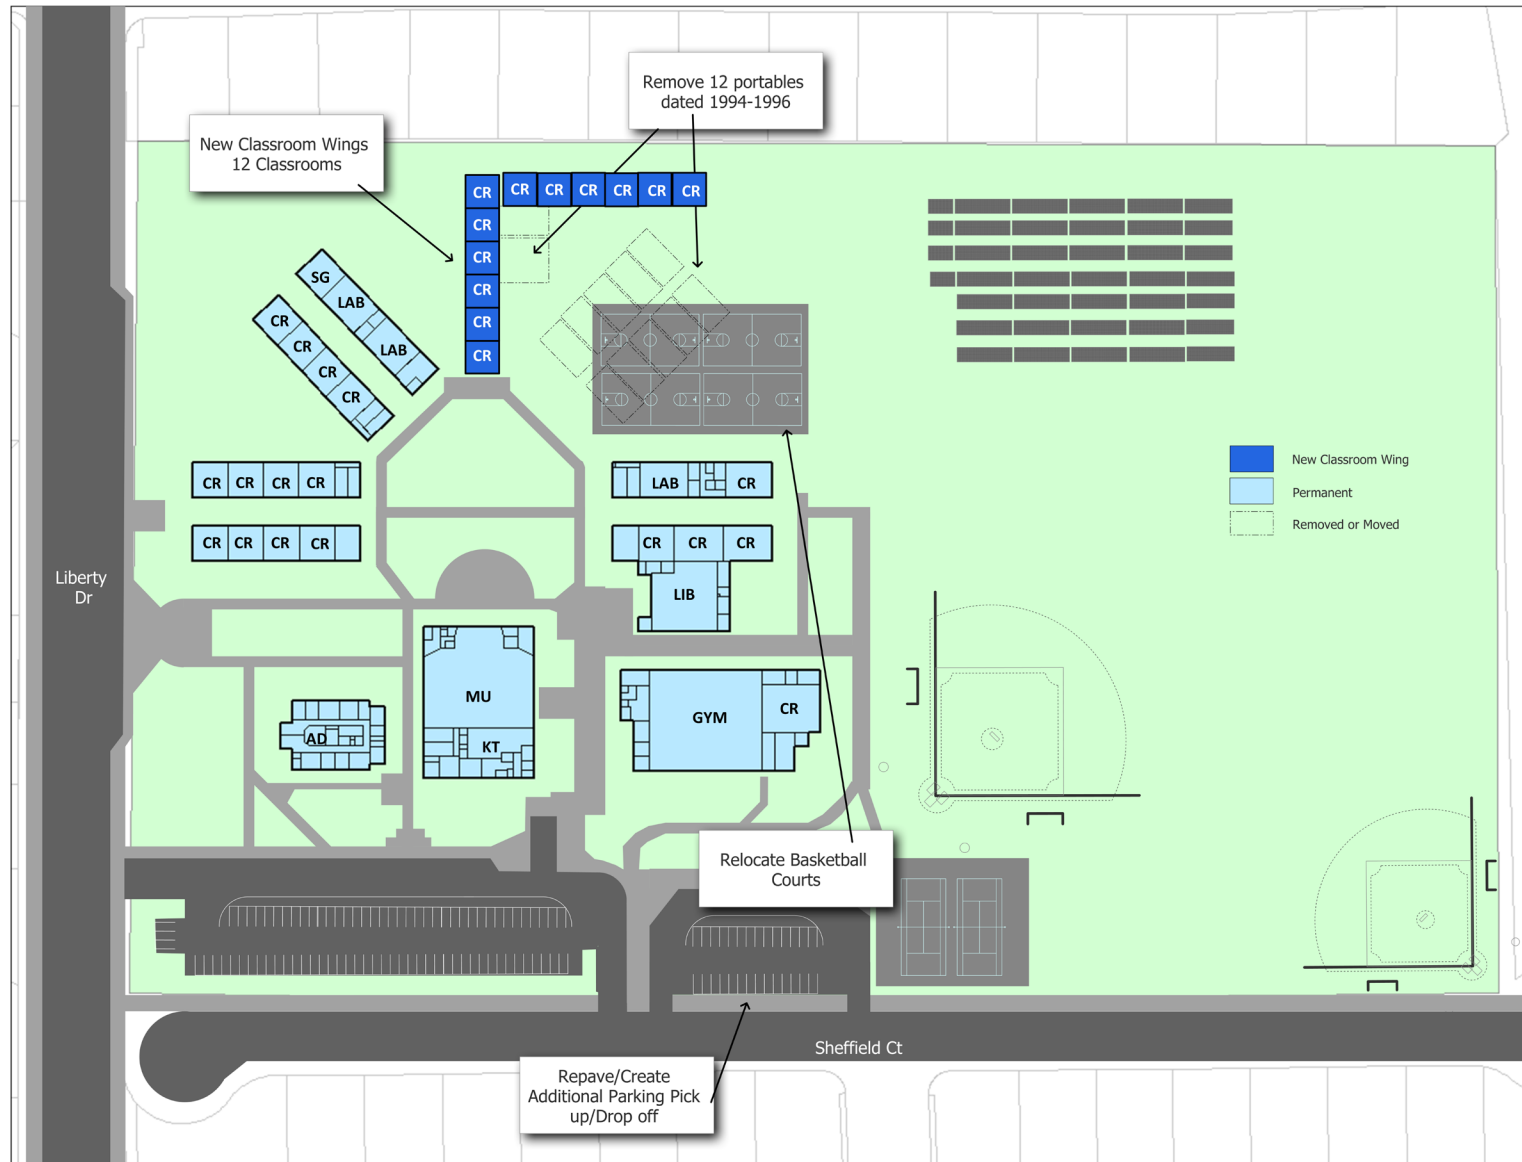 Remove 12 portables
dated 1994-1996
New Classroom Wings
12 Classrooms
CR
CR CR CR CR CR CR
CR
CR
CR
CR
CR
SG
LAB
LAB
CR
CR
CR
CR
CR CR CR CR
LAB CR
CR CR CR CR
CR CR CR
LIB
New Classroom Wing
Permanent
Removed or Moved
Liberty
Dr
MU
KT
AD
GYM
CR
Relocate Basketball
Courts
Sheffield Ct
Repave/Create
Additional Parking Pick
up/Drop off